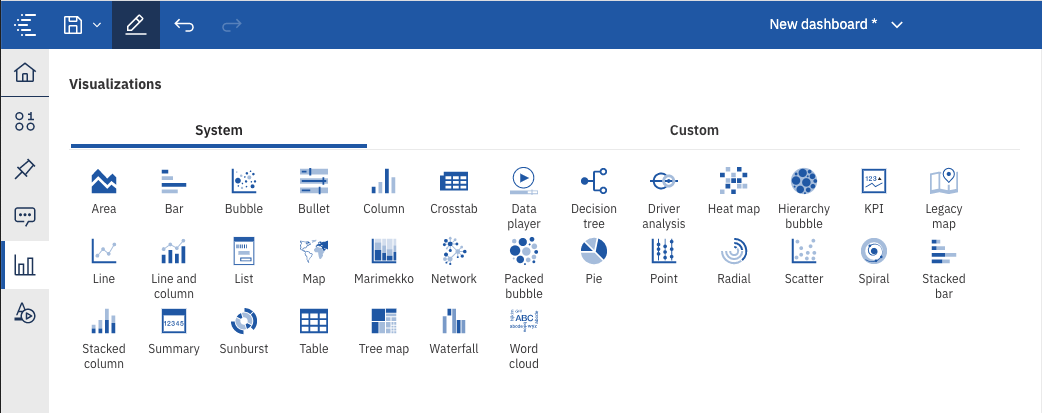 New dashboard *
Visualizations
System
Custom
Area
Bar
Bubble
Bullet
Column
Crosstab
Data
player
Decision
tree
Driver
analysis
Heat map
Hierarchy
bubble
KPI
Legacy
map
Line
Line and
column
List
Map
Marimekko
Network
Packed
bubble
Pie
Point
Radial
Scatter
Spiral
Stacked
bar
Stacked
column
Summary
Sunburst
Table
Tree map
Waterfall
Word
cloud